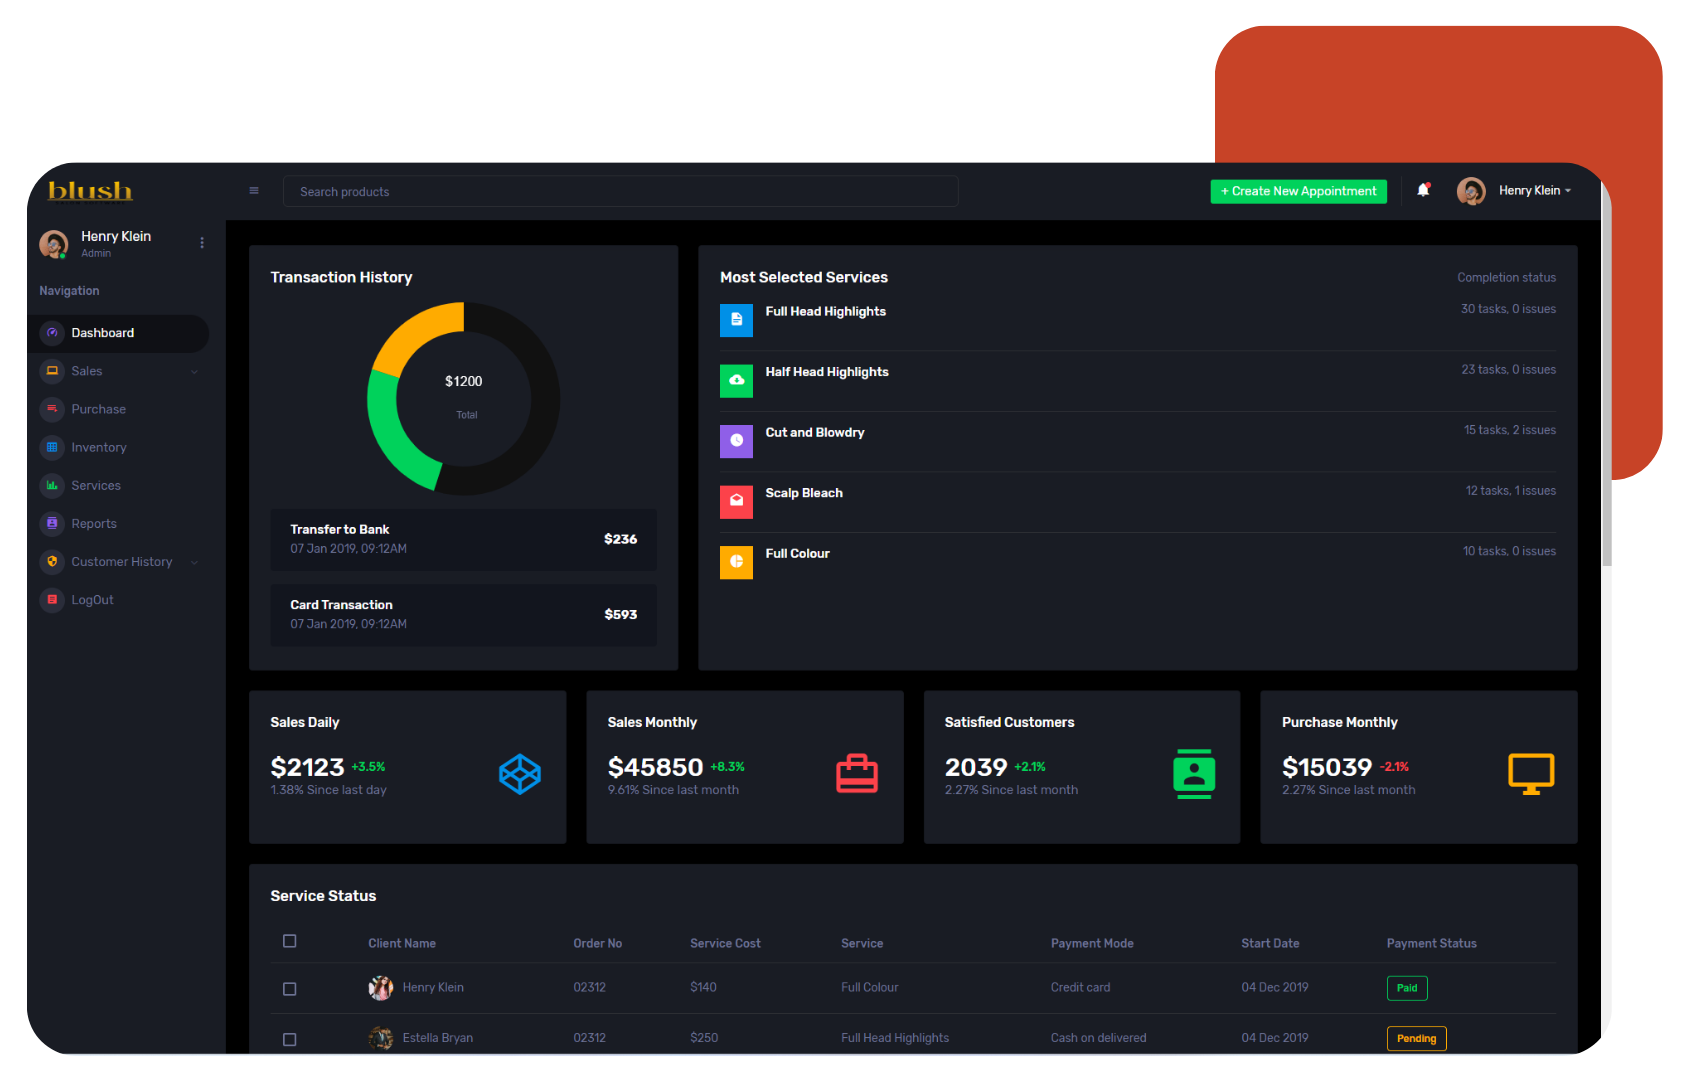 blush
Search products
+ Create New Appointment
Henry Klein
Henry Klein
Admin
Navigation
Dashboard
Sales
Purchase
Inventory
Services
Reports
Customer History
LogOut
Transaction History
$1200
Total
Transfer to Bank
07 Jan 2019, 09:12AM
$236
Card Transaction
07 Jan 2019, 09:12AM
$593
Most Selected Services
Completion status
Full Head Highlights
30 tasks, 0 issues
Half Head Highlights
23 tasks, 0 issues
Cut and Blowdry
15 tasks, 2 issues
Scalp Bleach
12 tasks, 1 issues
Full Colour
10 tasks, 0 issues
Sales Daily
$2123 +3.5%
1.38% Since last day
Sales Monthly
$45850 +8.3%
9.61% Since last month
Satisfied Customers
2039 +2.1%
2.27% Since last month
Purchase Monthly
$15039 -2.1%
2.27% Since last month
Service Status
Client Name Order No Service Cost Service Payment Mode Start Date Payment Status
Henry Klein 02312 $140 Full Colour Credit card 04 Dec 2019 Paid
Estella Bryan 02312 $250 Full Head Highlights Cash on delivered 04 Dec 2019 Pending